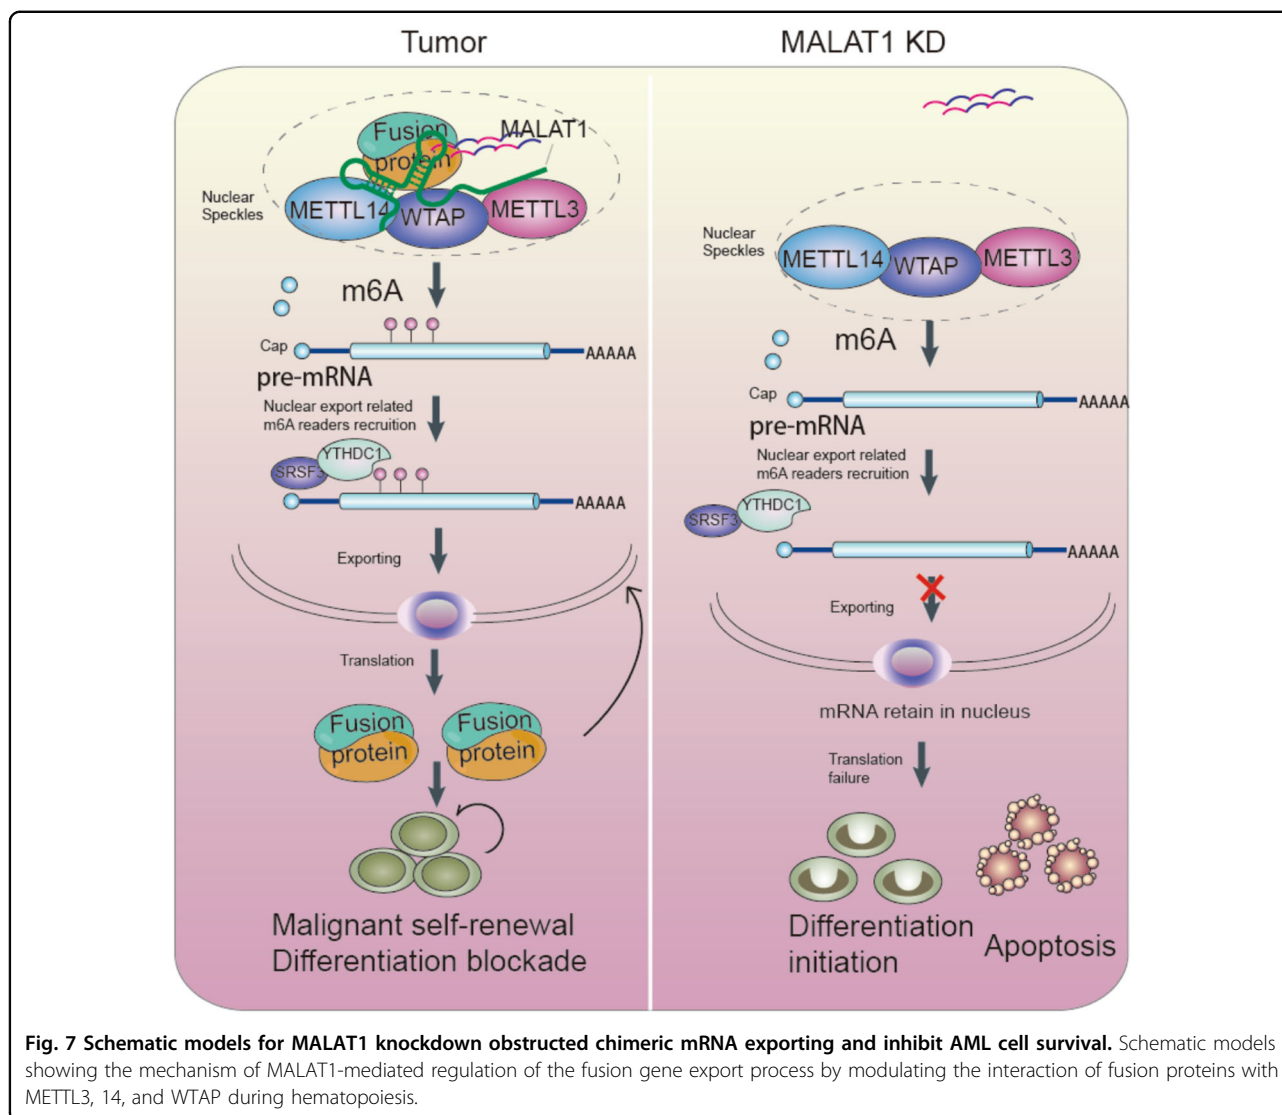 Tumor
MALAT1 KD
Fusion
protein
MALAT1
Nuclear
Speckles
METTL14
WTAP
METTL3
m6A
Cap
AAAAA
pre-mRNA
Nuclear export related
m6A readers recruition
YTHDC1
SRSF3
AAAAA
Exporting
Translation
Fusion
protein
Fusion
protein
Malignant self-renewal
Differentiation blockade
Nuclear
Speckles
METTL14
WTAP
METTL3
m6A
Cap
AAAAA
pre-mRNA
Nuclear export related
m6A readers recruition
YTHDC1
SRSF3
AAAAA
Exporting
mRNA retain in nucleus
Translation
failure
Differentiation
initiation
Apoptosis
Fig. 7 Schematic models for MALAT1 knockdown obstructed chimeric mRNA exporting and inhibit AML cell survival. Schematic models
showing the mechanism of MALAT1-mediated regulation of the fusion gene export process by modulating the interaction of fusion proteins with
METTL3, 14, and WTAP during hematopoiesis.